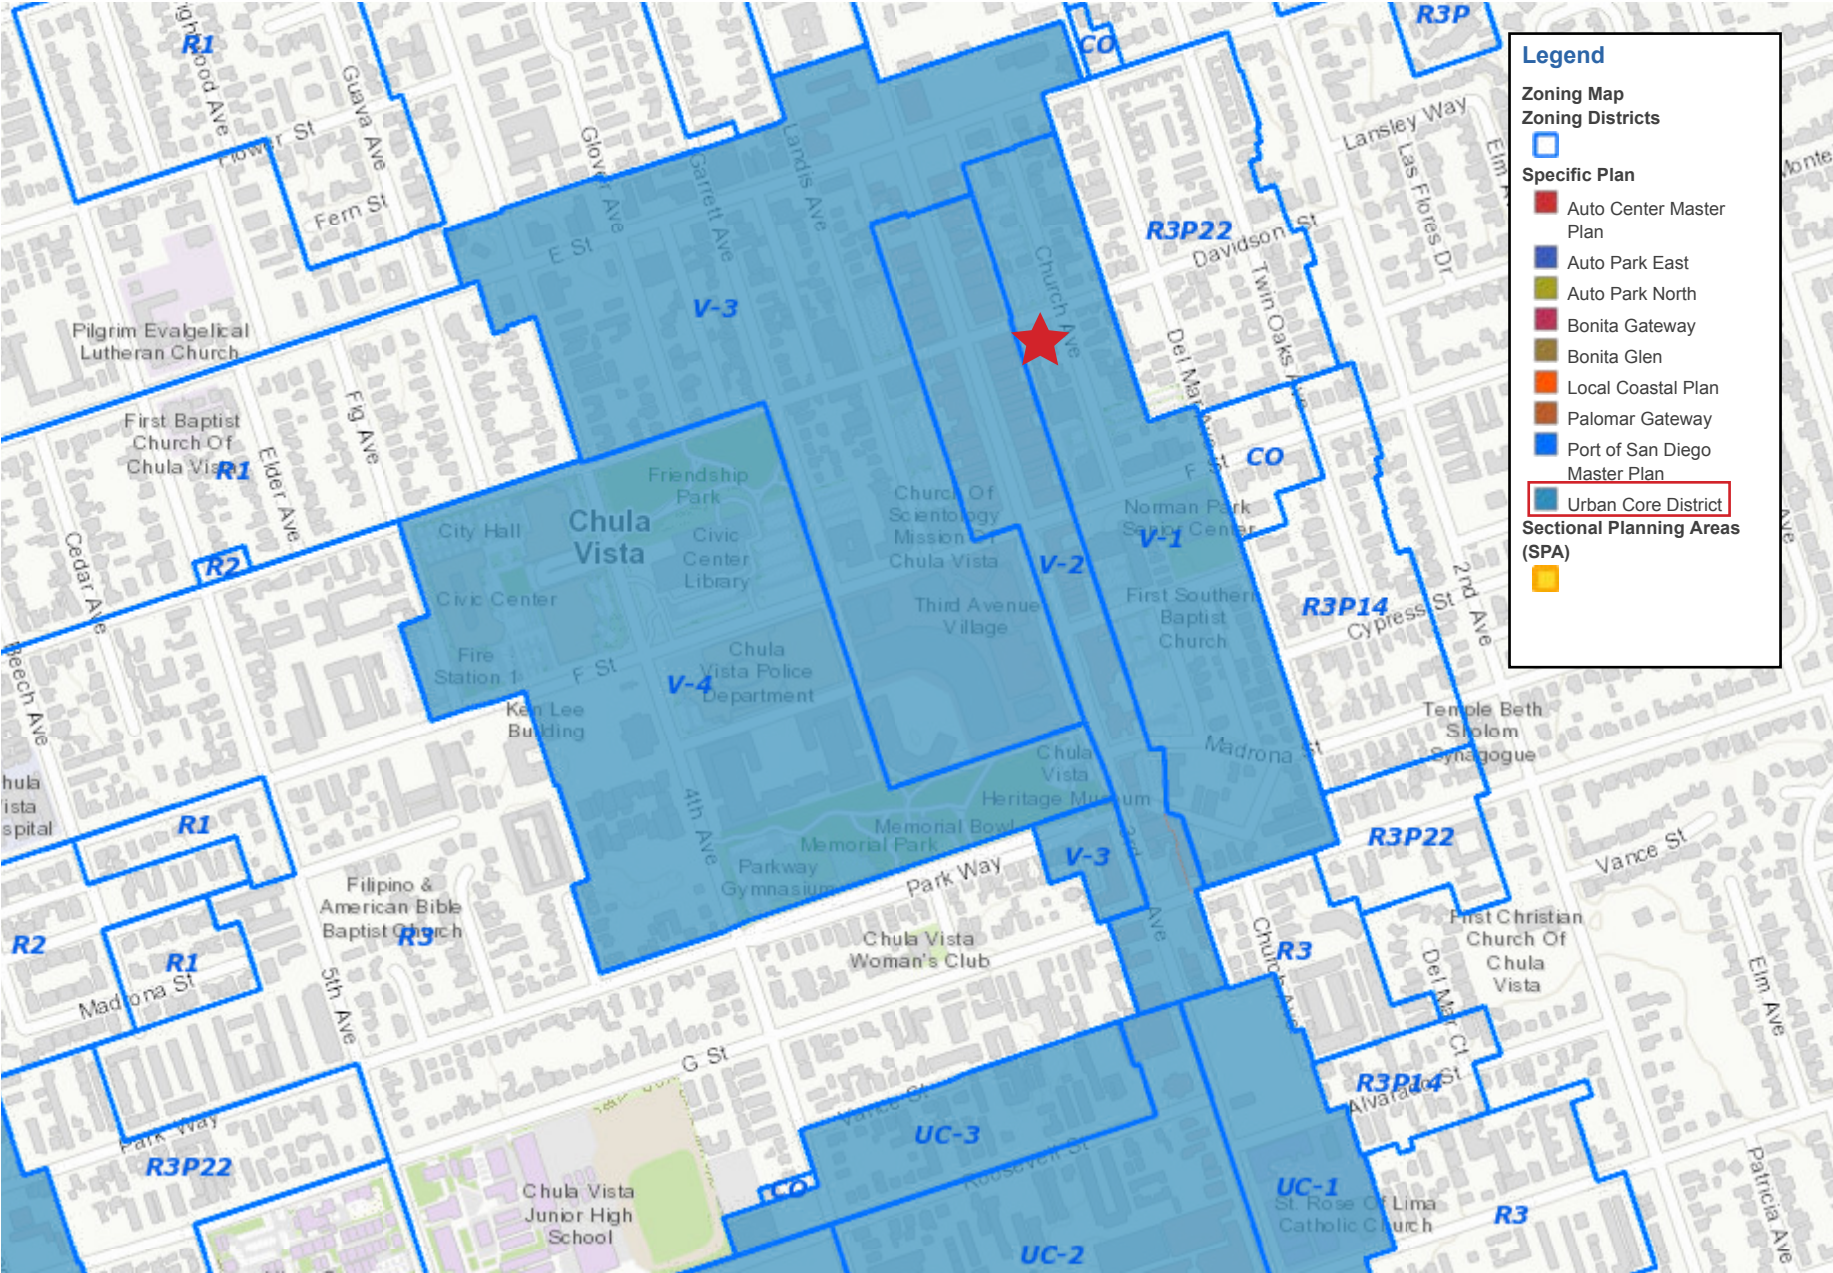 R1
Guava Ave
Flower St
Fern St
Glover Ave
Garrett Ave
Landis Ave
E St
CO
R3P
Lansley Way
Las Flores Dr
R3P22
Davidson St
Twin Oaks Ave
Church Ave
V-3
Pilgrim Evalgelical
Lutheran Church
First Baptist
Church Of
Chula Vista
R1
Fig Ave
Elder Ave
Cedar Ave
Beech Ave
R2
Friendship
Park
City Hall
Chula
Vista
Civic
Center
Library
Civic Center
Fire
Station 1
F St
Chula
Vista Police
Department
V-4
Ken Lee
Building
Church Of
Scientology
Mission Of
Chula Vista
Third Avenue
Village
V-2
Norman Park
Senior Center
V-1
First Southern
Baptist
Church
CO
R3P14
Cypress St
2nd Ave
Madrona St
Temple Beth
Sholom
Synagogue
Chula
Vista
Heritage Museum
Memorial Bowl
Memorial Park
Parkway
Gymnasium
4th Ave
Park Way
V-3
3rd
Ave
R3P22
Vance St
First Christian
Church Of
Chula
Vista
Elm Ave
R1
Filipino &
American Bible
Baptist Church
R3
R2
R1
Madrona St
5th Ave
Chula Vista
Woman's Club
Church Ave
R3
Del Mar Ct
G St
R3P14
Alvarado St
Vance St
UC-3
Roosevelt St
CO
Park Way
R3P22
Chula Vista
Junior High
School
UC-1
St. Rose Of Lima
Catholic Church
UC-2
R3
Patricia Ave
Legend
Zoning Map
Zoning Districts
Specific Plan
Auto Center Master
Plan
Auto Park East
Auto Park North
Bonita Gateway
Bonita Glen
Local Coastal Plan
Palomar Gateway
Port of San Diego
Master Plan
Urban Core District
Sectional Planning Areas
(SPA)